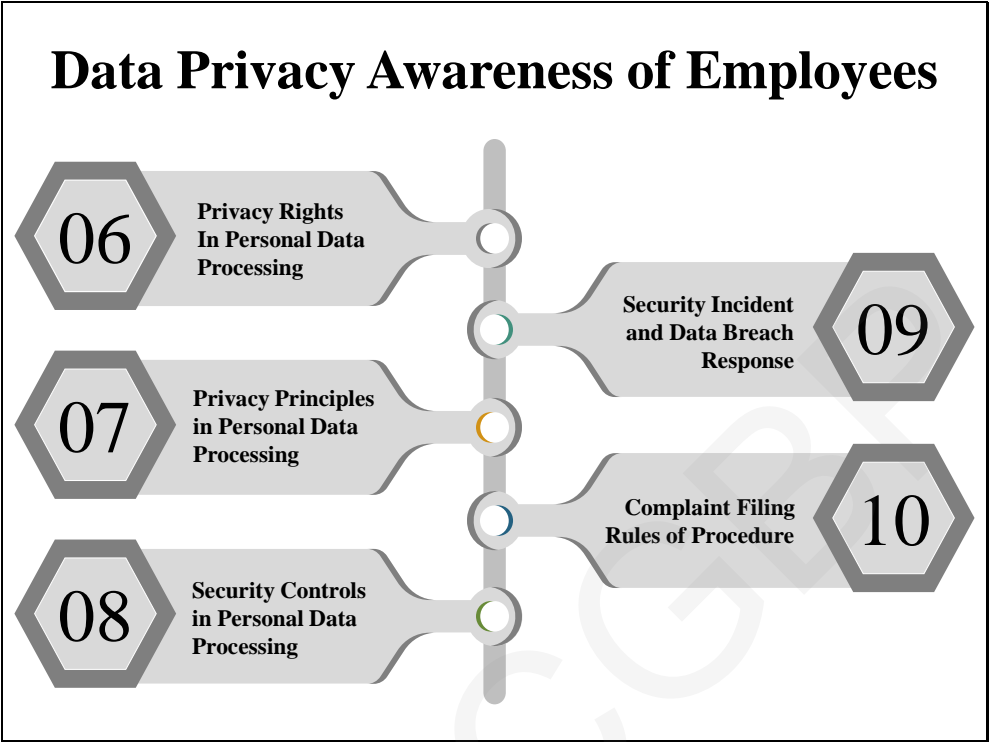 Data Privacy Awareness of Employees
06
Privacy Rights
In Personal Data
Processing
07
Privacy Principles
in Personal Data
Processing
08
Security Controls
in Personal Data
Processing
09
Security Incident
and Data Breach
Response
10
Complaint Filing
Rules of Procedure